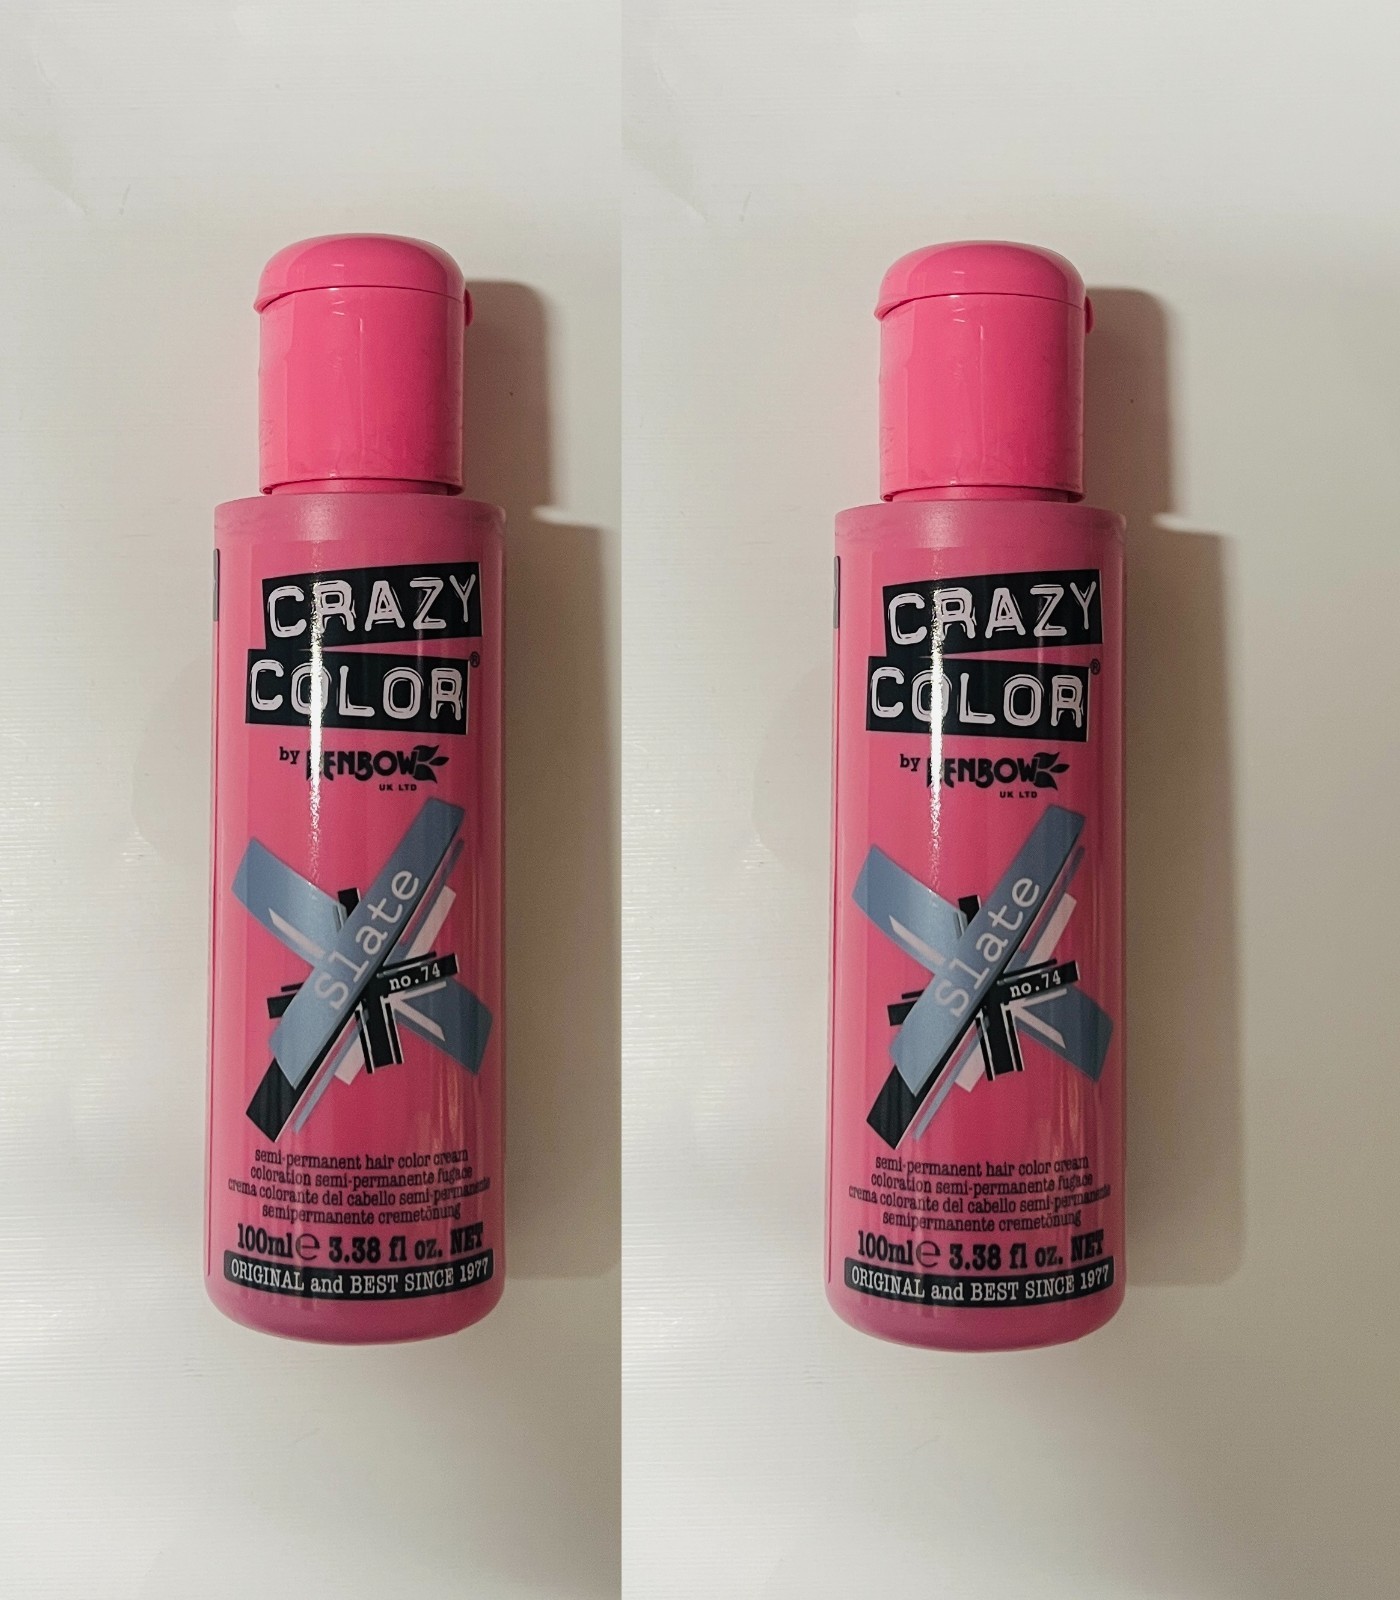 CRAZY
COLOR®
by RENBOW
UK LTD
Slate
no.74
semi-permanent hair color cream
coloration semi-permanente fugace
crema colorante del cabello semi-permanente
semipermanente cremetönung
100ml℮ 3.38 fl oz. NET
ORIGINAL and BEST SINCE 1977
CRAZY
COLOR®
by RENBOW
UK LTD
Slate
no.74
semi-permanent hair color cream
coloration semi-permanente fugace
crema colorante del cabello semi-permanente
semipermanente cremetönung
100ml℮ 3.38 fl oz. NET
ORIGINAL and BEST SINCE 1977